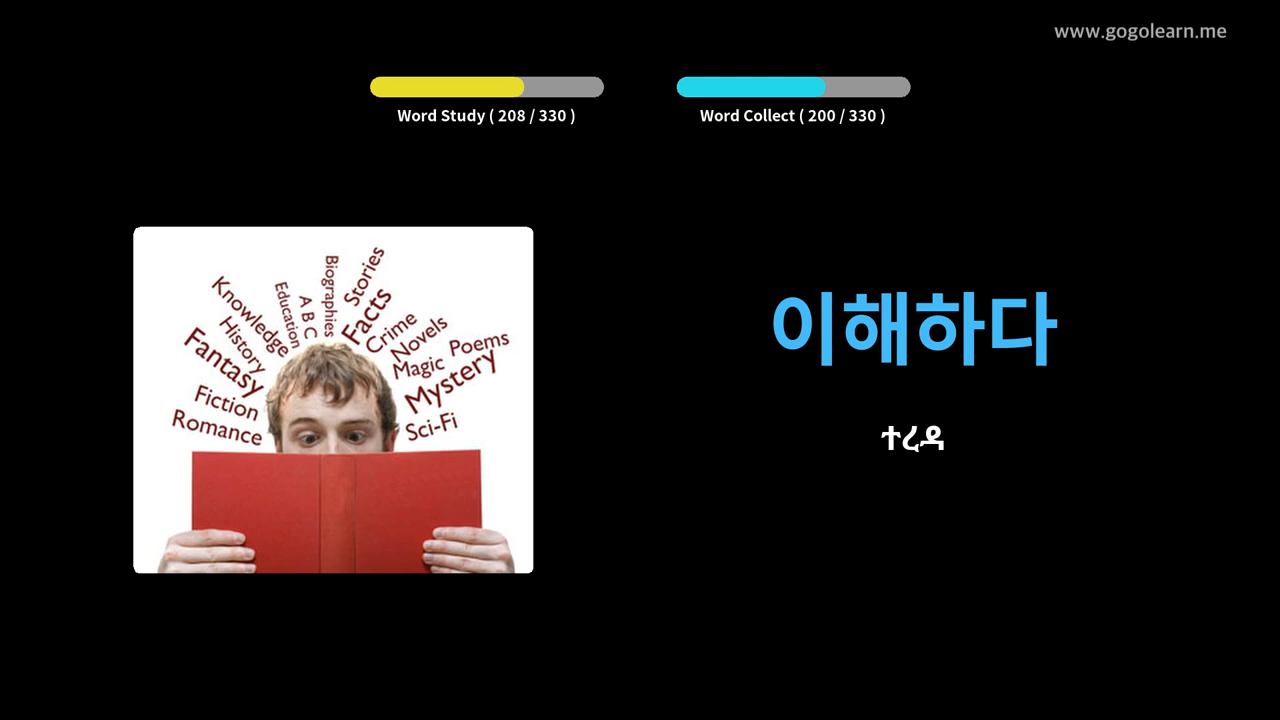 www.gogolearn.me
Word Study ( 208 / 330 )
Word Collect ( 200 / 330 )
Knowledge
History
Fantasy
Fiction
Romance
Education
A B C
Biographies
Stories
Facts
Crime
Novels
Magic
Poems
Mystery
Sci-Fi
이해하다
ተረዳ